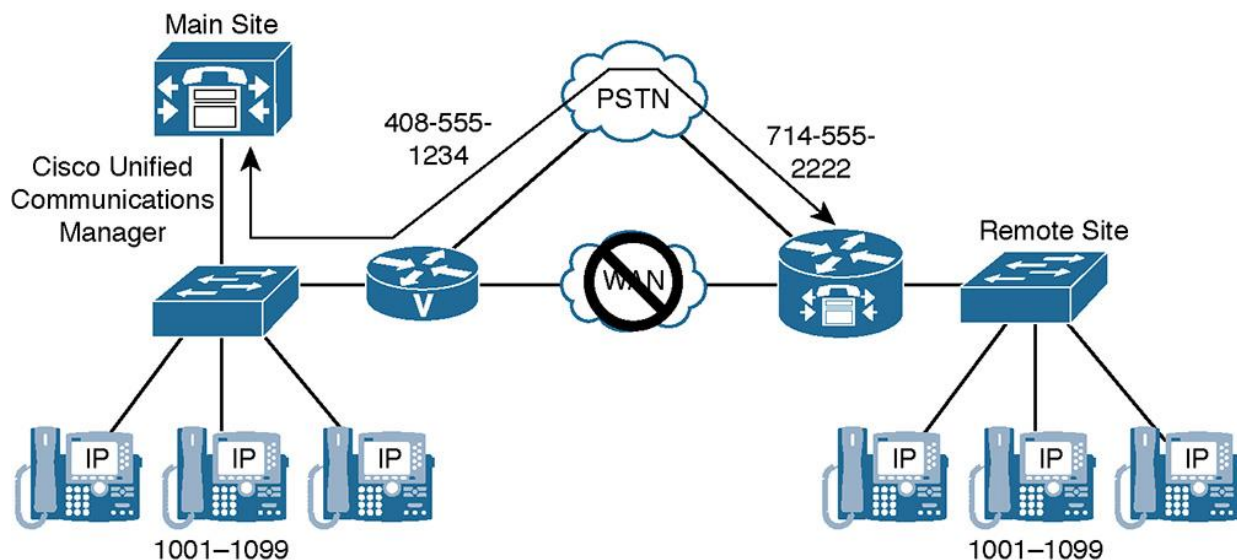 Main Site
Cisco Unified
Communications
Manager
408-555-
1234
PSTN
714-555-
2222
V
WAN
Remote Site
IP
IP
IP
IP
IP
IP
1001–1099
1001–1099